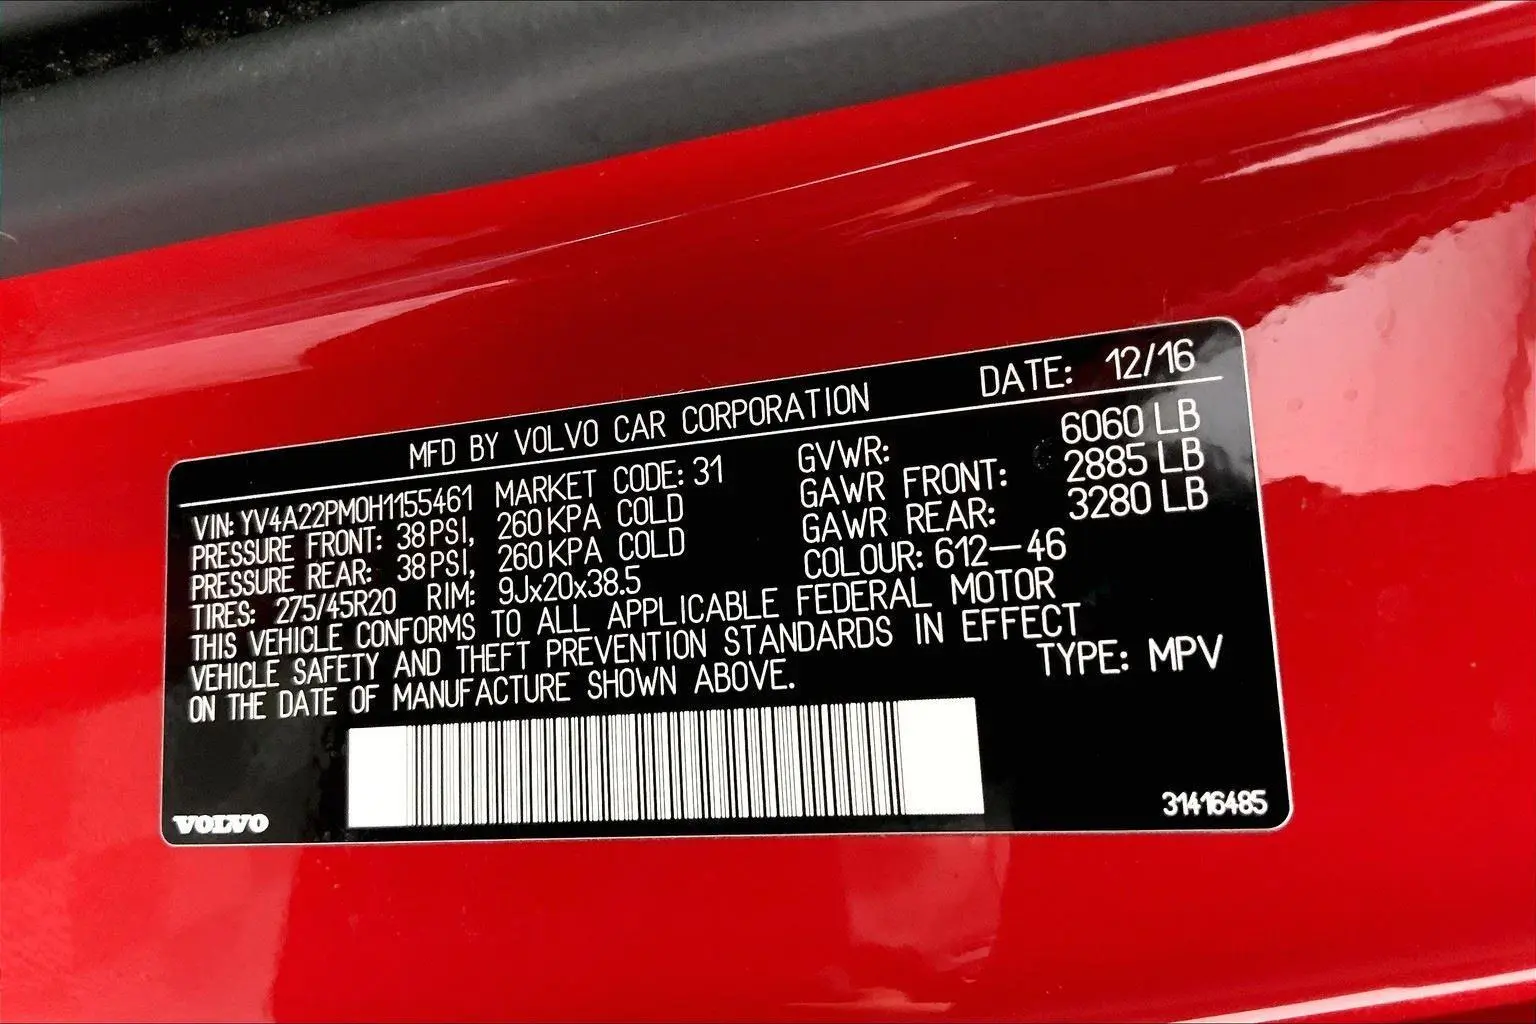 MFD BY VOLVO CAR CORPORATION DATE: 12/16
VIN: YV4A22PM0H1155461 MARKET CODE: 31 GVWR: 6060 LB
PRESSURE FRONT: 38 PSI, 260 KPA COLD GAWR FRONT: 2885 LB
PRESSURE REAR: 38 PSI, 260 KPA COLD GAWR REAR: 3280 LB
TIRES: 275/45R20 RIM: 9Jx20x38.5 COLOUR: 612–46
THIS VEHICLE CONFORMS TO ALL APPLICABLE FEDERAL MOTOR
VEHICLE SAFETY AND THEFT PREVENTION STANDARDS IN EFFECT
ON THE DATE OF MANUFACTURE SHOWN ABOVE. TYPE: MPV
VOLVO 31416485